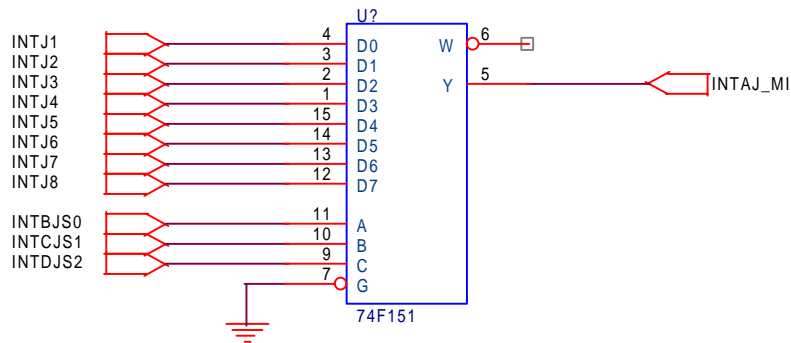 U?
INTJ1 4 D0 W 6
INTJ2 3 D1
INTJ3 2 D2 Y 5 INTAJ_MI
INTJ4 1 D3
INTJ5 15 D4
INTJ6 14 D5
INTJ7 13 D6
INTJ8 12 D7
INTBJS0 11 A
INTCJS1 10 B
INTDJS2 9 C
7 G
74F151